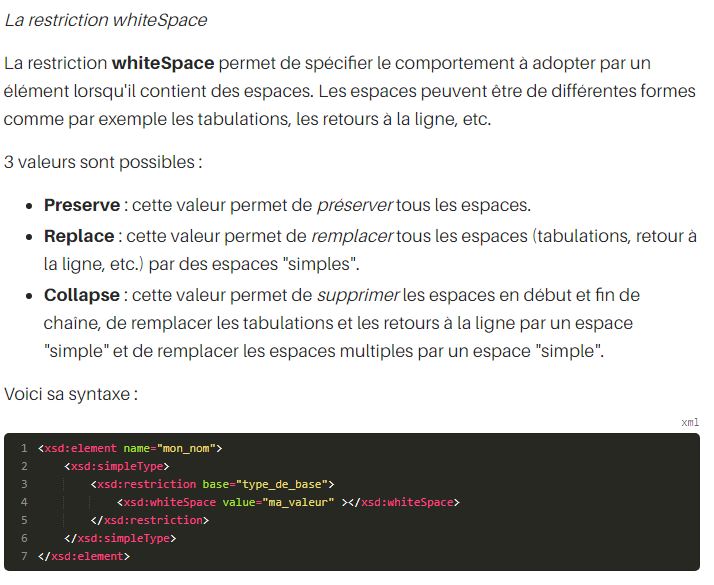 La restriction whiteSpace
La restriction whiteSpace permet de spécifier le comportement à adopter par un
élément lorsqu'il contient des espaces. Les espaces peuvent être de différentes formes
comme par exemple les tabulations, les retours à la ligne, etc.
3 valeurs sont possibles :
• Preserve : cette valeur permet de préserver tous les espaces.
• Replace : cette valeur permet de remplacer tous les espaces (tabulations, retour à
la ligne, etc.) par des espaces "simples".
• Collapse : cette valeur permet de supprimer les espaces en début et fin de
chaîne, de remplacer les tabulations et les retours à la ligne par un espace
"simple" et de remplacer les espaces multiples par un espace "simple".
Voici sa syntaxe :
xml
1 <xsd:element name="mon_nom">
2 <xsd:simpleType>
3 <xsd:restriction base="type_de_base">
4 <xsd:whiteSpace value="ma_valeur" ></xsd:whiteSpace>
5 </xsd:restriction>
6 </xsd:simpleType>
7 </xsd:element>